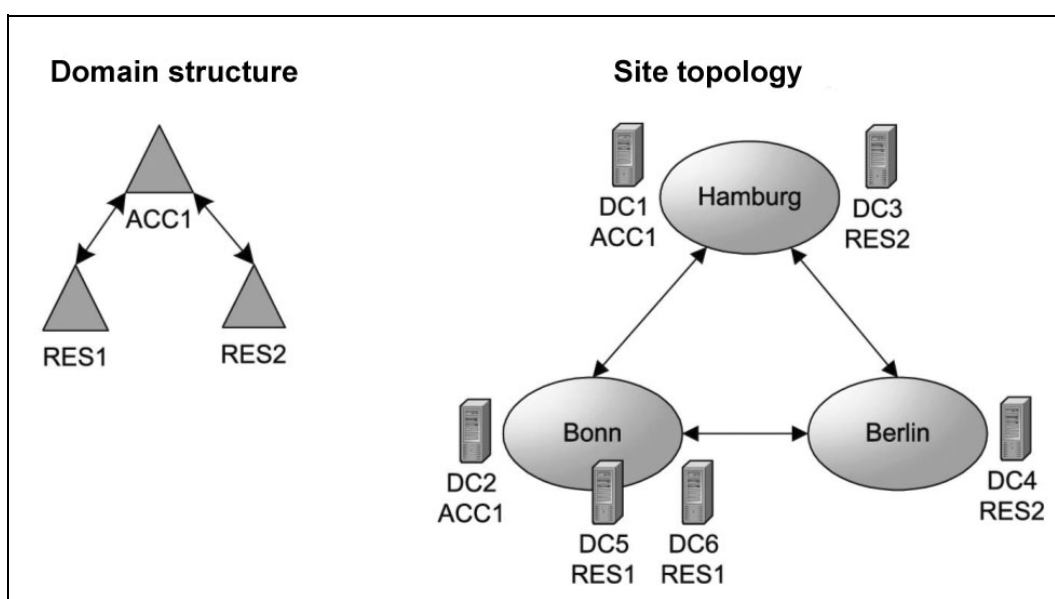 Domain structure
Site topology
ACC1
RES1
RES2
Hamburg
DC1
ACC1
DC3
RES2
Bonn
Berlin
DC2
ACC1
DC5
RES1
DC6
RES1
DC4
RES2